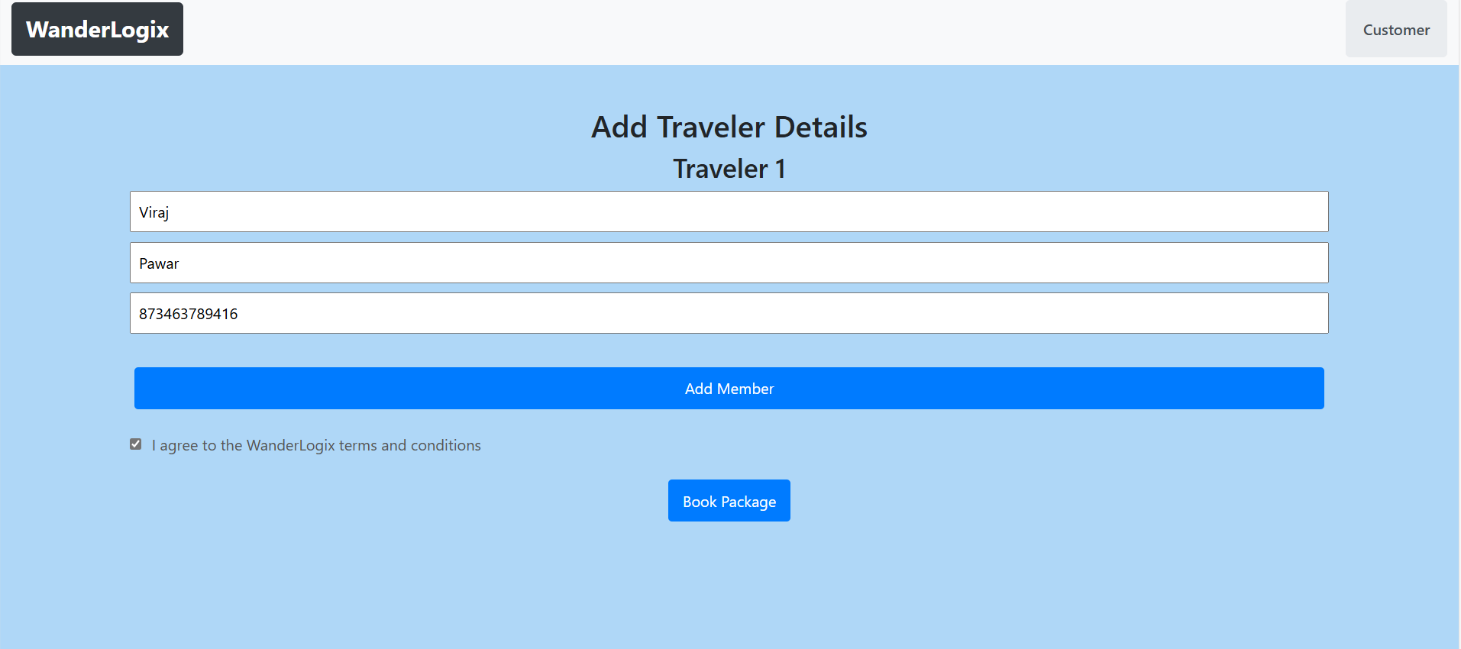 WanderLogix
Customer
Add Traveler Details
Traveler 1
Viraj
Pawar
873463789416
Add Member
I agree to the WanderLogix terms and conditions
Book Package